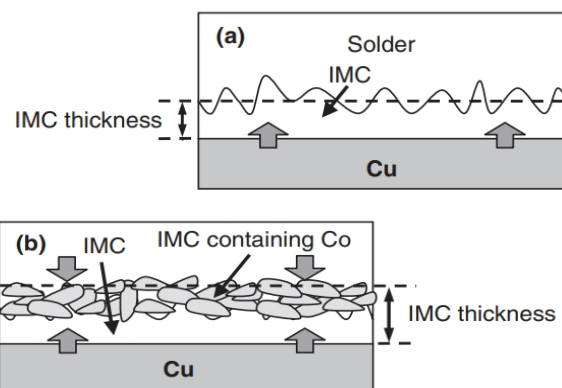 (a)
Solder
IMC
IMC thickness
Cu
(b)
IMC
IMC containing Co
IMC thickness
Cu